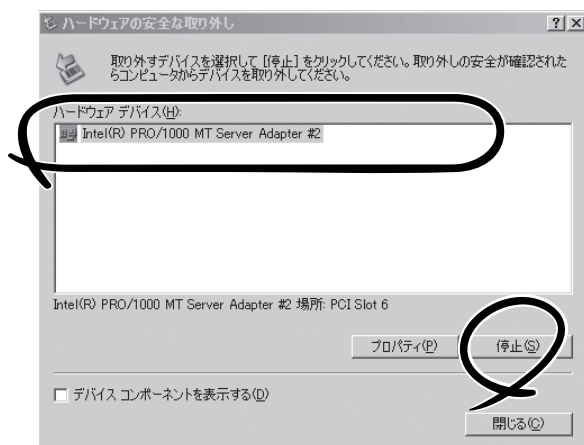 ハードウェアの安全な取り外し
取り外すデバイスを選択して [停止] をクリックしてください。取り外しの安全が確認された
らコンピュータからデバイスを取り外してください。
ハードウェア デバイス(H):
Intel(R) PRO/1000 MT Server Adapter #2
Intel(R) PRO/1000 MT Server Adapter #2 場所: PCI Slot 6
プロパティ(P)
停止(S)
デバイス コンポーネントを表示する(D)
閉じる(C)